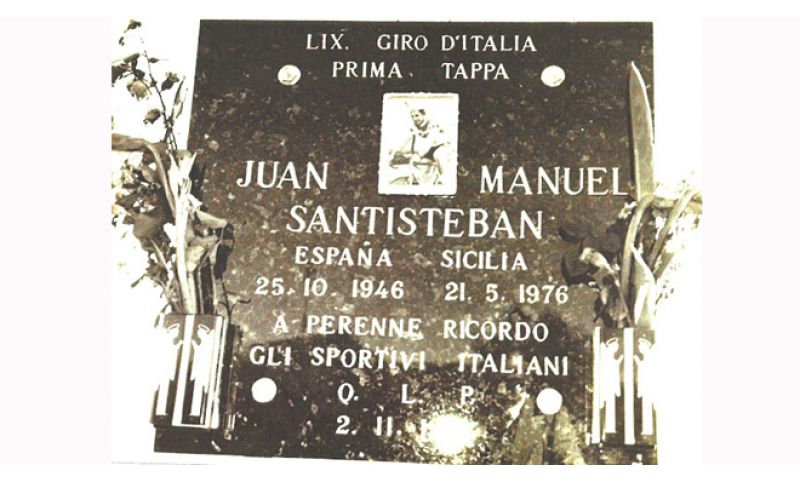 LIX. GIRO D'ITALIA
PRIMA TAPPA
JUAN MANUEL
SANTISTEBAN
ESPAÑA SICILIA
25. 10. 1946 21. 5. 1976
A PERENNE RICORDO
GLI SPORTIVI ITALIANI
Q. L. P.
2. 11.